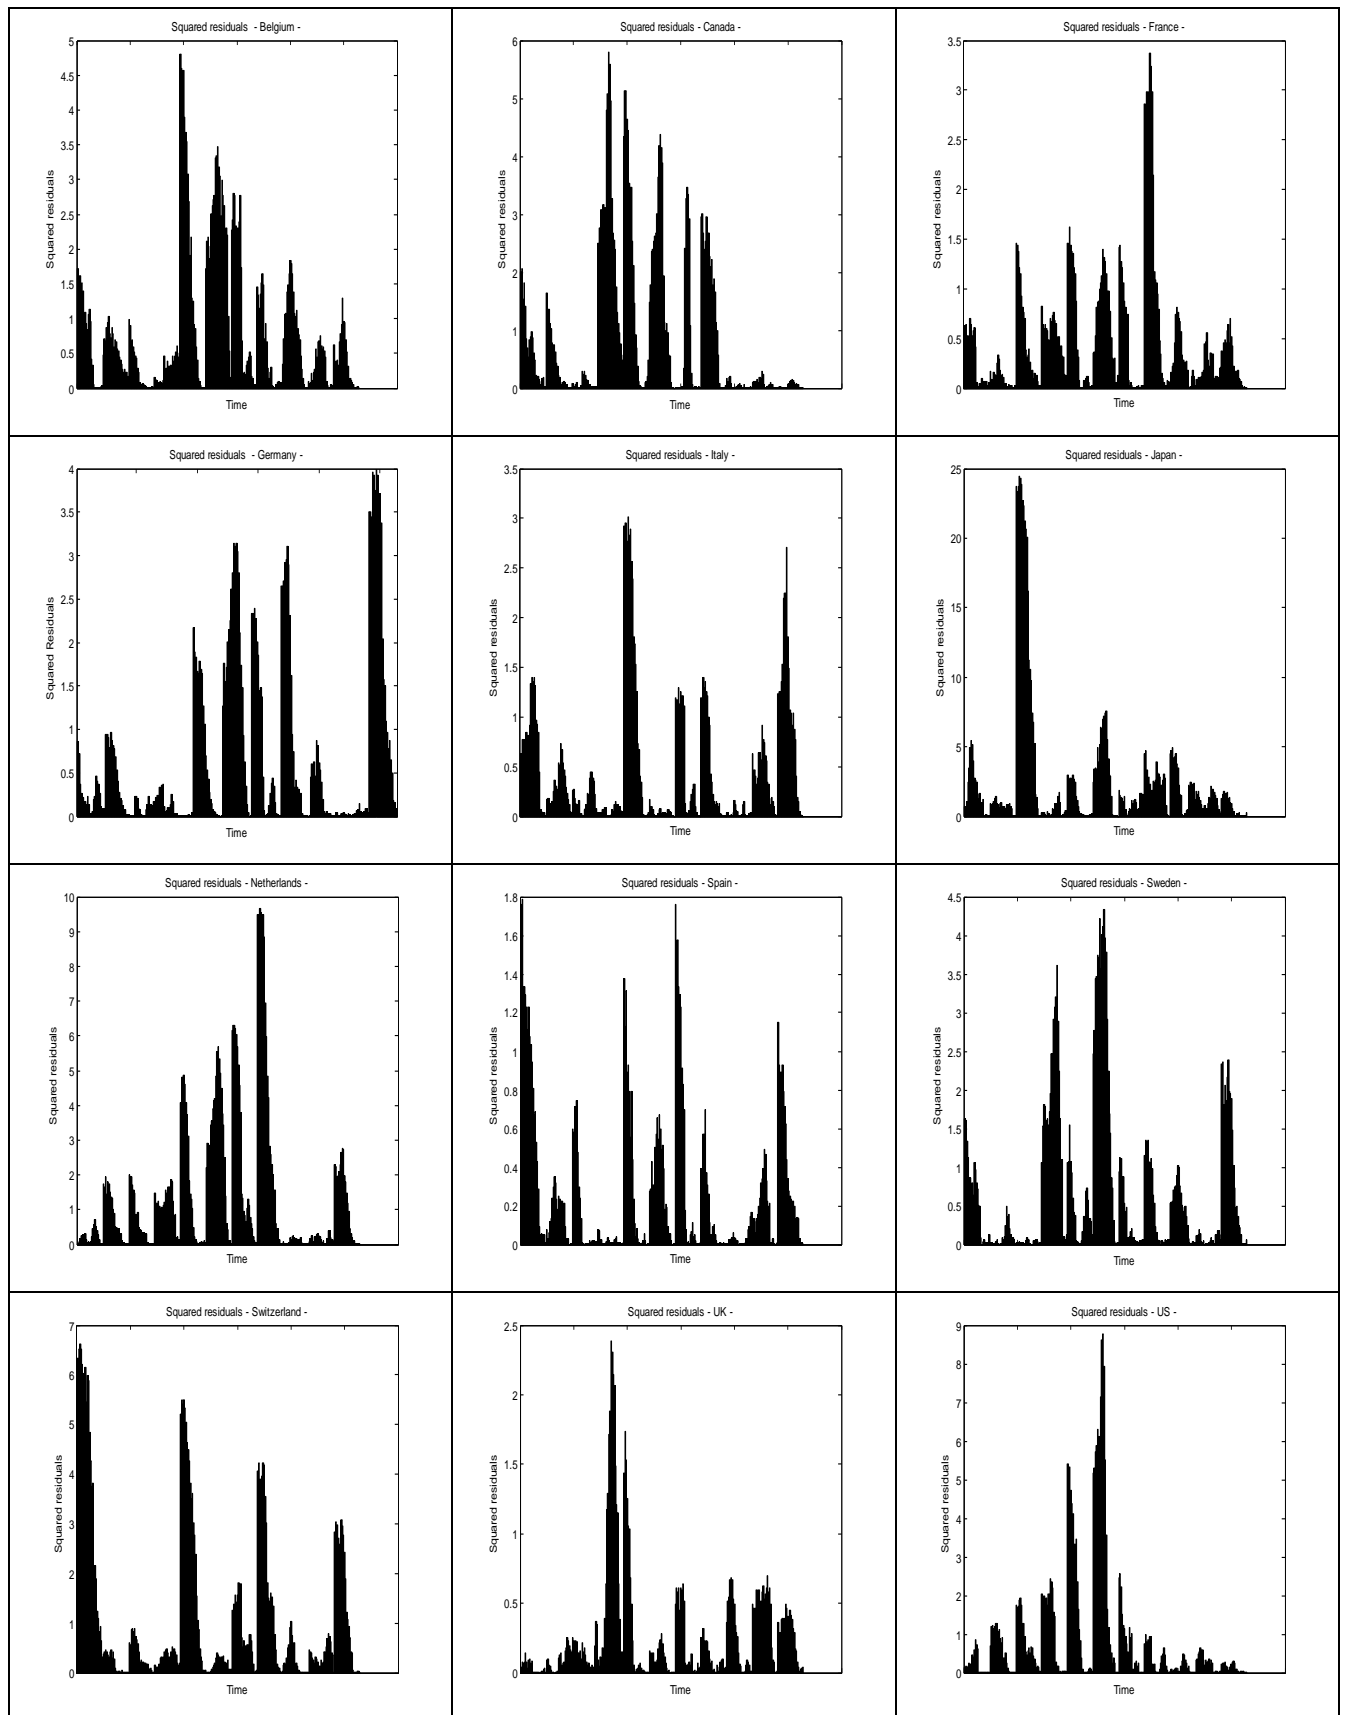 Squared residuals - Belgium -
5
4.5
4
3.5
3
2.5
2
1.5
1
0.5
0
Squared residuals
Time
Squared residuals - Canada -
6
5
4
3
2
1
0
Squared residuals
Time
Squared residuals - France -
3.5
3
2.5
2
1.5
1
0.5
0
Squared residuals
Time
Squared residuals - Germany -
4
3.5
3
2.5
2
1.5
1
0.5
0
Squared Residuals
Time
Squared residuals - Italy -
3.5
3
2.5
2
1.5
1
0.5
0
Squared residuals
Time
Squared residuals - Japan -
25
20
15
10
5
0
Squared residuals
Time
Squared residuals - Netherlands -
10
9
8
7
6
5
4
3
2
1
0
Squared residuals
Time
Squared residuals - Spain -
1.8
1.6
1.4
1.2
1
0.8
0.6
0.4
0.2
0
Squared residuals
Time
Squared residuals - Sweden -
4.5
4
3.5
3
2.5
2
1.5
1
0.5
0
Squared residuals
Time
Squared residuals - Switzerland -
7
6
5
4
3
2
1
0
Squared residuals
Time
Squared residuals - UK -
2.5
2
1.5
1
0.5
0
Squared residuals
Time
Squared residuals - US -
9
8
7
6
5
4
3
2
1
0
Squared residuals
Time